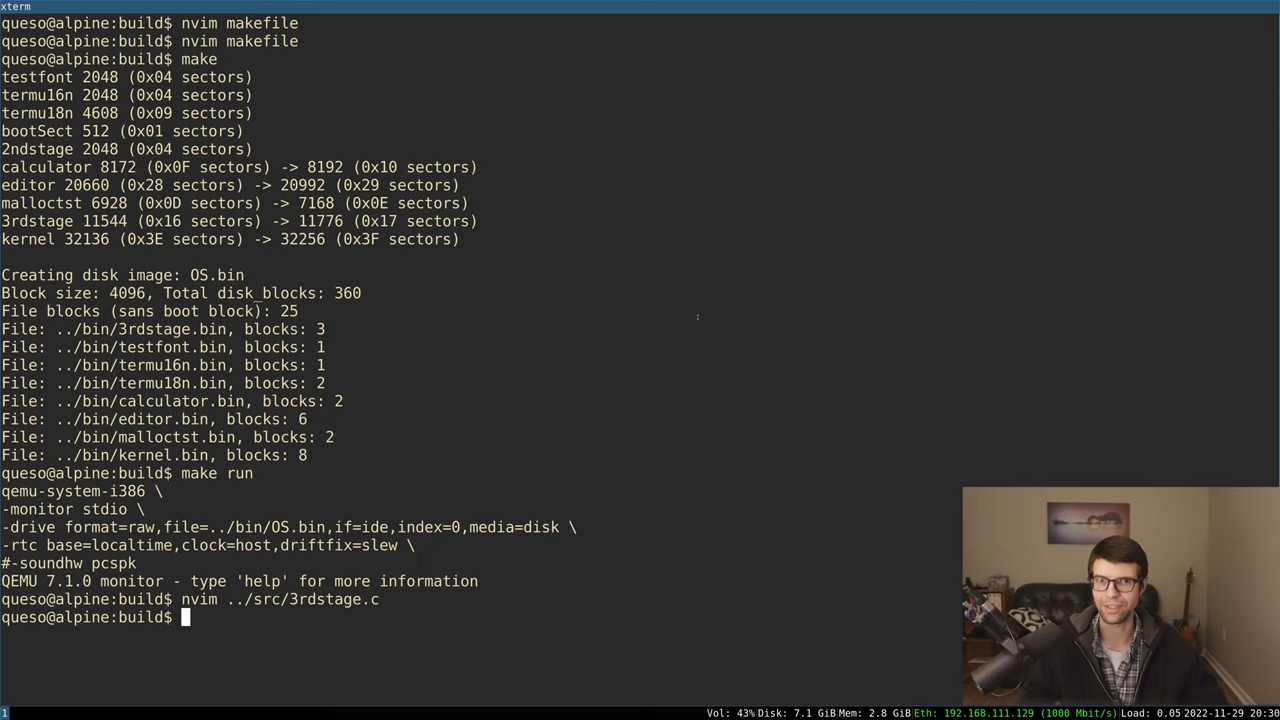 xterm
queso@alpine:build$ nvim makefile
queso@alpine:build$ nvim makefile
queso@alpine:build$ make
testfont 2048 (0x04 sectors)
termu16n 2048 (0x04 sectors)
termu18n 4608 (0x09 sectors)
bootSect 512 (0x01 sectors)
2ndstage 2048 (0x04 sectors)
calculator 8172 (0x0F sectors) -> 8192 (0x10 sectors)
editor 20660 (0x28 sectors) -> 20992 (0x29 sectors)
malloctst 6928 (0x0D sectors) -> 7168 (0x0E sectors)
3rdstage 11544 (0x16 sectors) -> 11776 (0x17 sectors)
kernel 32136 (0x3E sectors) -> 32256 (0x3F sectors)
Creating disk image: OS.bin
Block size: 4096, Total disk_blocks: 360
File blocks (sans boot block): 25
File: ../bin/3rdstage.bin, blocks: 3
File: ../bin/testfont.bin, blocks: 1
File: ../bin/termu16n.bin, blocks: 1
File: ../bin/termu18n.bin, blocks: 2
File: ../bin/calculator.bin, blocks: 2
File: ../bin/editor.bin, blocks: 6
File: ../bin/malloctst.bin, blocks: 2
File: ../bin/kernel.bin, blocks: 8
queso@alpine:build$ make run
qemu-system-i386 \
-monitor stdio \
-drive format=raw,file=../bin/OS.bin,if=ide,index=0,media=disk \
-rtc base=localtime,clock=host,driftfix=slew \
#-soundhw pcspk
QEMU 7.1.0 monitor - type 'help' for more information
queso@alpine:build$ nvim ../src/3rdstage.c
queso@alpine:build$
1 Vol: 43% Disk: 7.1 GiB Mem: 2.8 GiB Eth: 192.168.111.129 (1000 Mbit/s) Load: 0.05 2022-11-29 20:30